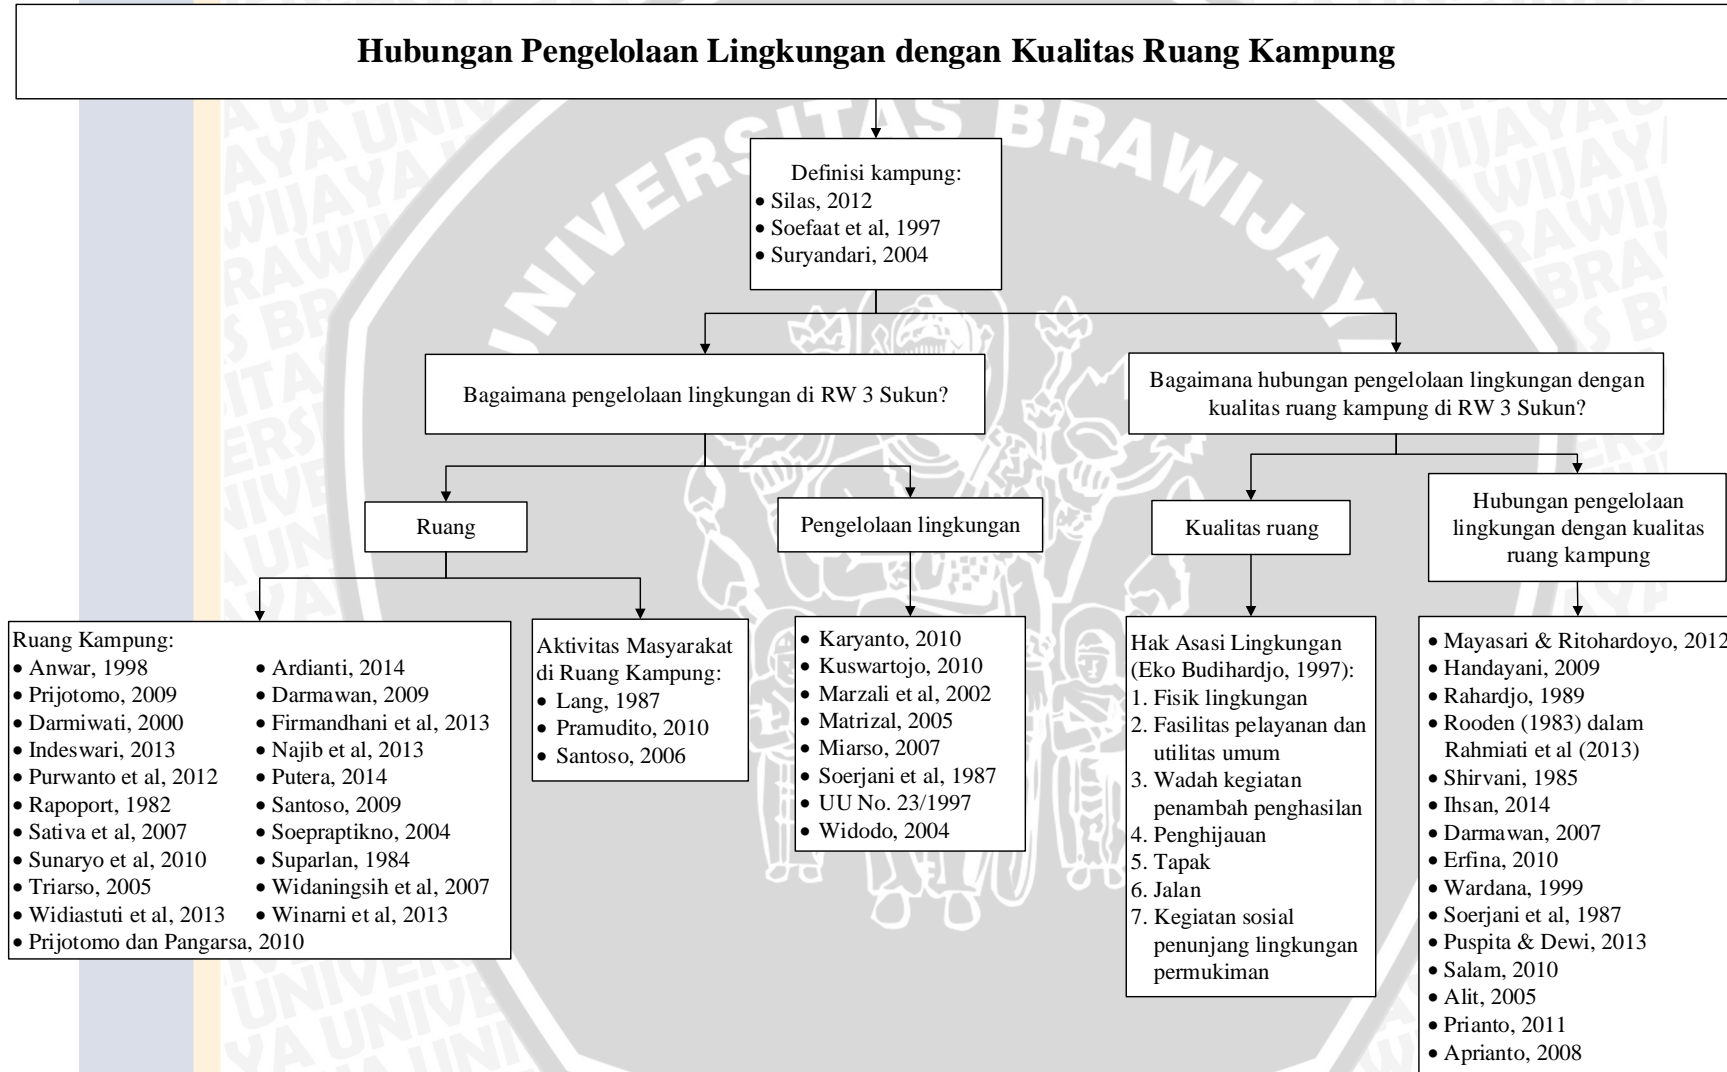 Hubungan Pengelolaan Lingkungan dengan Kualitas Ruang Kampung
UNIVERSITAS BRAWIJAYA
Definisi kampung:
• Silas, 2012
• Soefaat et al, 1997
• Suryandari, 2004
Bagaimana pengelolaan lingkungan di RW 3 Sukun?
Bagaimana hubungan pengelolaan lingkungan dengan
kualitas ruang kampung di RW 3 Sukun?
Ruang
Pengelolaan lingkungan
Kualitas ruang
Hubungan pengelolaan
lingkungan dengan kualitas
ruang kampung
Ruang Kampung:
• Anwar, 1998
• Prijotomo, 2009
• Darmiwati, 2000
• Indeswari, 2013
• Purwanto et al, 2012
• Rapoport, 1982
• Sativa et al, 2007
• Sunaryo et al, 2010
• Triarso, 2005
• Widiastuti et al, 2013
• Prijotomo dan Pangarsa, 2010
• Ardianti, 2014
• Darmawan, 2009
• Firmandhani et al, 2013
• Najib et al, 2013
• Putera, 2014
• Santoso, 2009
• Soepraptikno, 2004
• Suparlan, 1984
• Widaningsih et al, 2007
• Winarni et al, 2013
Aktivitas Masyarakat
di Ruang Kampung:
• Lang, 1987
• Pramudito, 2010
• Santoso, 2006
• Karyanto, 2010
• Kuswartojo, 2010
• Marzali et al, 2002
• Matrizal, 2005
• Miarso, 2007
• Soerjani et al, 1987
• UU No. 23/1997
• Widodo, 2004
Hak Asasi Lingkungan
(Eko Budihardjo, 1997):
1. Fisik lingkungan
2. Fasilitas pelayanan dan
utilitas umum
3. Wadah kegiatan
penambah penghasilan
4. Penghijauan
5. Tapak
6. Jalan
7. Kegiatan sosial
penunjang lingkungan
permukiman
• Mayasari & Ritohardoyo, 2012
• Handayani, 2009
• Rahardjo, 1989
• Rooden (1983) dalam
Rahmiati et al (2013)
• Shirvani, 1985
• Ihsan, 2014
• Darmawan, 2007
• Erfina, 2010
• Wardana, 1999
• Soerjani et al, 1987
• Puspita & Dewi, 2013
• Salam, 2010
• Alit, 2005
• Prianto, 2011
• Aprianto, 2008